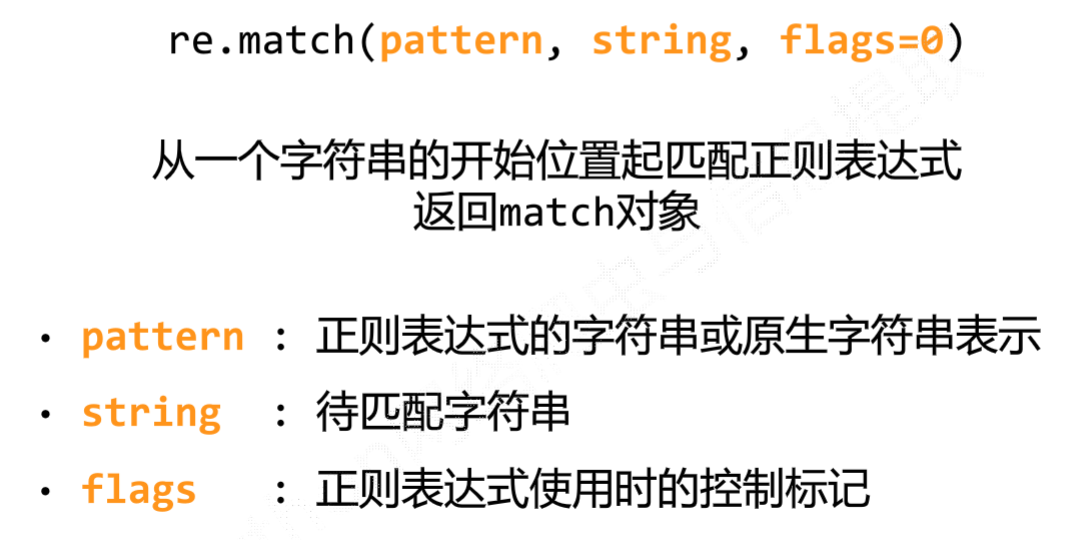 re.match(pattern, string, flags=0)
从一个字符串的开始位置起匹配正则表达式
返回match对象
· pattern : 正则表达式的字符串或原生字符串表示
· string : 待匹配字符串
· flags : 正则表达式使用时的控制标记